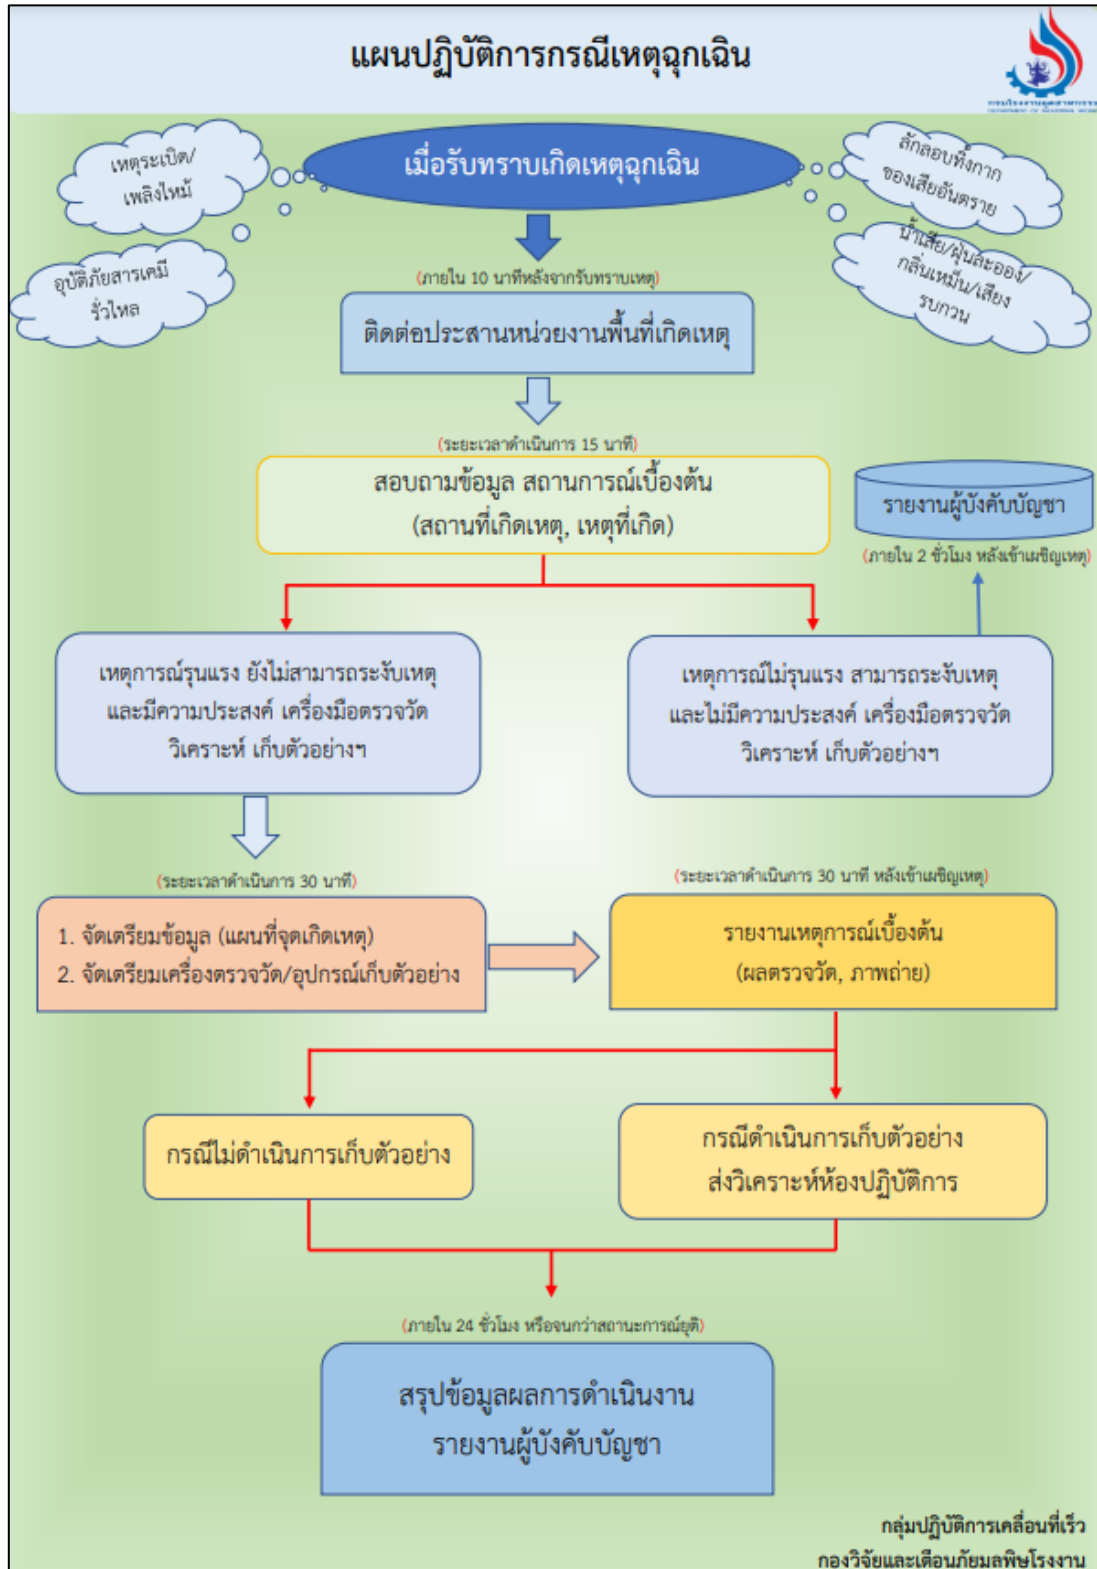 แผนปฏิบัติการกรณีเหตุฉุกเฉิน
กรมโรงงานอุตสาหกรรม
DEPARTMENT OF INDUSTRIAL WORKS
เมื่อรับทราบเกิดเหตุฉุกเฉิน
เหตุระเบิด/
เพลิงไหม้
อุบัติภัยสารเคมี
รั่วไหล
ลักลอบทิ้งกาก
ของเสียอันตราย
น้ำเสีย/ฝุ่นละออง/
กลิ่นเหม็น/เสียง
รบกวน
(ภายใน 10 นาทีหลังจากรับทราบเหตุ)
ติดต่อประสานหน่วยงานพื้นที่เกิดเหตุ
(ระยะเวลาดำเนินการ 15 นาที)
สอบถามข้อมูล สถานการณ์เบื้องต้น
(สถานที่เกิดเหตุ, เหตุที่เกิด)
รายงานผู้บังคับบัญชา
(ภายใน 2 ชั่วโมง หลังเข้าเผชิญเหตุ)
เหตุการณ์รุนแรง ยังไม่สามารถระงับเหตุ
และมีความประสงค์ เครื่องมือตรวจวัด
วิเคราะห์ เก็บตัวอย่างฯ
เหตุการณ์ไม่รุนแรง สามารถระงับเหตุ
และไม่มีความประสงค์ เครื่องมือตรวจวัด
วิเคราะห์ เก็บตัวอย่างฯ
(ระยะเวลาดำเนินการ 30 นาที)
1. จัดเตรียมข้อมูล (แผนที่จุดเกิดเหตุ)
2. จัดเตรียมเครื่องตรวจวัด/อุปกรณ์เก็บตัวอย่าง
(ระยะเวลาดำเนินการ 30 นาที หลังเข้าเผชิญเหตุ)
รายงานเหตุการณ์เบื้องต้น
(ผลตรวจวัด, ภาพถ่าย)
กรณีไม่ดำเนินการเก็บตัวอย่าง
กรณีดำเนินการเก็บตัวอย่าง
ส่งวิเคราะห์ห้องปฏิบัติการ
(ภายใน 24 ชั่วโมง หรือจนกว่าสถานะการณ์ยุติ)
สรุปข้อมูลผลการดำเนินงาน
รายงานผู้บังคับบัญชา
กลุ่มปฏิบัติการเคลื่อนที่เร็ว
กองวิจัยและเตือนภัยมลพิษโรงงาน